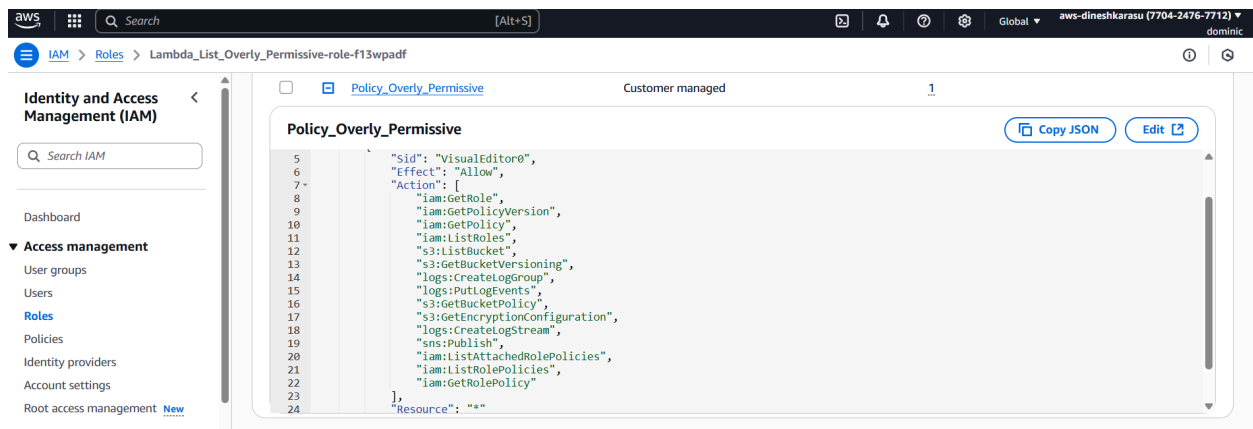 aws
Search [Alt+S]
Global
aws-dineshkarasu (7704-2476-7712)
dominic
IAM > Roles > Lambda_List_Overly_Permissive-role-f13wpadf
Identity and Access
Management (IAM)
Search IAM
Dashboard
Access management
User groups
Users
Roles
Policies
Identity providers
Account settings
Root access management New
Policy_Overly_Permissive Customer managed 1
Policy_Overly_Permissive Copy JSON Edit
5 "Sid": "VisualEditor0",
6 "Effect": "Allow",
7 "Action": [
8 "iam:GetRole",
9 "iam:GetPolicyVersion",
10 "iam:GetPolicy",
11 "iam:ListRoles",
12 "s3:ListBucket",
13 "s3:GetBucketVersioning",
14 "logs:CreateLogGroup",
15 "logs:PutLogEvents",
16 "s3:GetBucketPolicy",
17 "s3:GetEncryptionConfiguration",
18 "logs:CreateLogStream",
19 "sns:Publish",
20 "iam:ListAttachedRolePolicies",
21 "iam:ListRolePolicies",
22 "iam:GetRolePolicy"
23 ],
24 "Resource": "*"